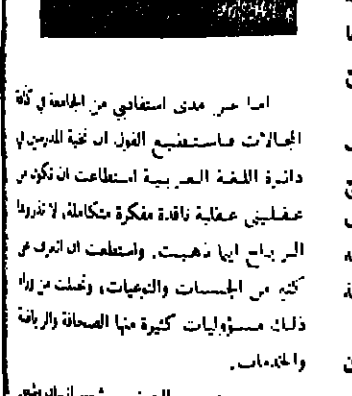 اما عن مدى استفادتي من الجامعة في كافة
المجالات فاستطيع القول ان نخبة المدرسين في
دائرة اللغة العربية استطاعت ان تكون من
عقليتي عقلية ناقدة مفكرة متكاملة، لا تذروها
الرياح اينما ذهبت. واستطعت ان اتعرف على
كثير من الجنسيات والنوعيات، وتحملت من وراء
ذلك مسؤوليات كثيرة منها الصحافة والرياضة
والخدمات.